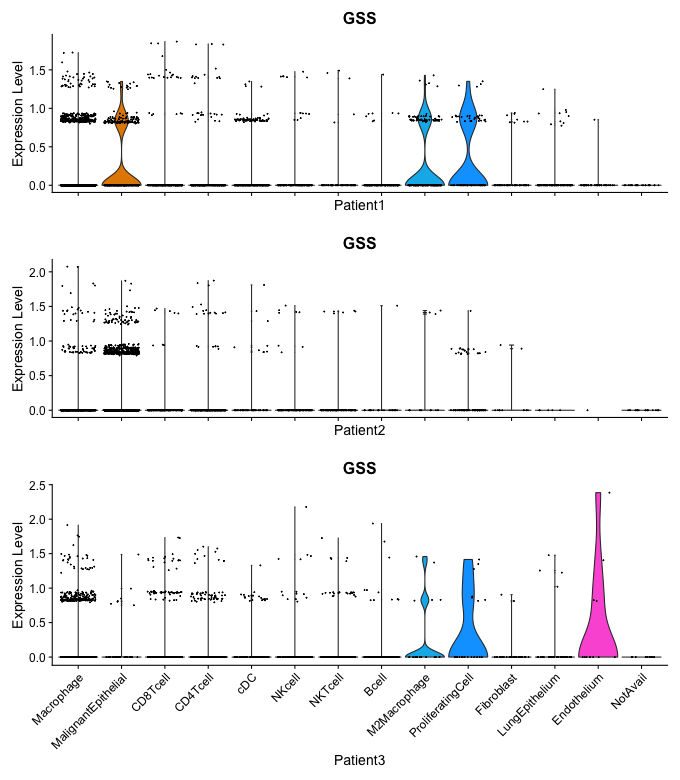 GSS
Expression Level
1.5
1.0
0.5
0.0
Patient1
GSS
Expression Level
2.0
1.5
1.0
0.5
0.0
Patient2
GSS
Expression Level
2.5
2.0
1.5
1.0
0.5
0.0
Macrophage
MalignantEpithelial
CD8Tcell
CD4Tcell
cDC
NKcell
NKTcell
Bcell
M2Macrophage
ProliferatingCell
Fibroblast
LungEpithelium
Endothelium
NotAvail
Patient3